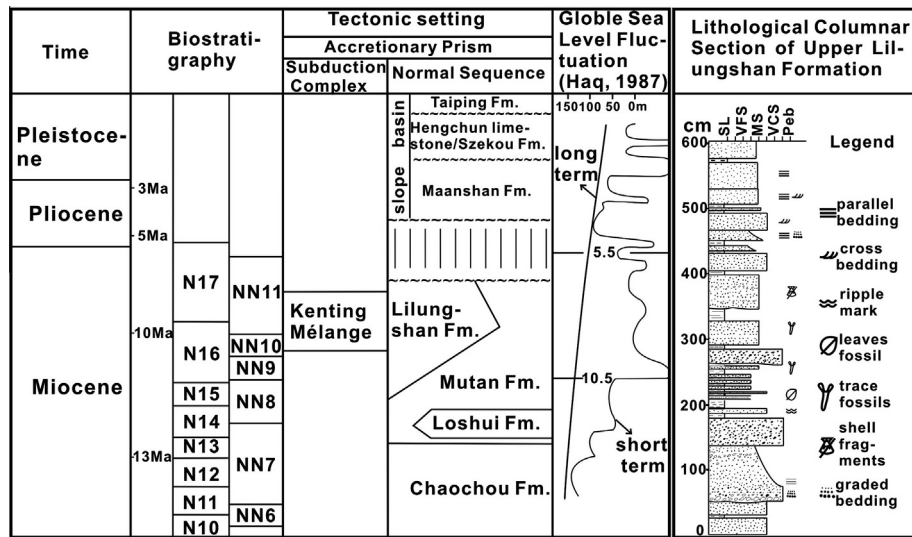 Time
Biostrati-
graphy
Tectonic setting
Accretionary Prism
Subduction
Complex
Normal Sequence
Globle Sea
Level Fluc-
tuation
(Haq, 1987)
150 100 50 0m
Lithological Columnar
Section of Upper Lil-
ungshan Formation
Pleistoce-
ne
Pliocene
Miocene
3Ma
5Ma
10Ma
13Ma
N17
N16
N15
N14
N13
N12
N11
N10
NN11
NN10
NN9
NN8
NN7
NN6
Kenting
Mélange
slope basin
Taiping Fm.
Hengchun lime-
stone/Szekou Fm.
Maanshan Fm.
Lilung-
shan Fm.
Mutan Fm.
Loshui Fm.
Chaochou Fm.
long
term
5.5
10.5
short
term
cm
SL
VFS
MS
VCS
Peb
600
500
400
300
200
100
0
Legend
parallel
bedding
cross
bedding
ripple
mark
leaves
fossil
trace
fossils
shell
frag-
ments
graded
bedding